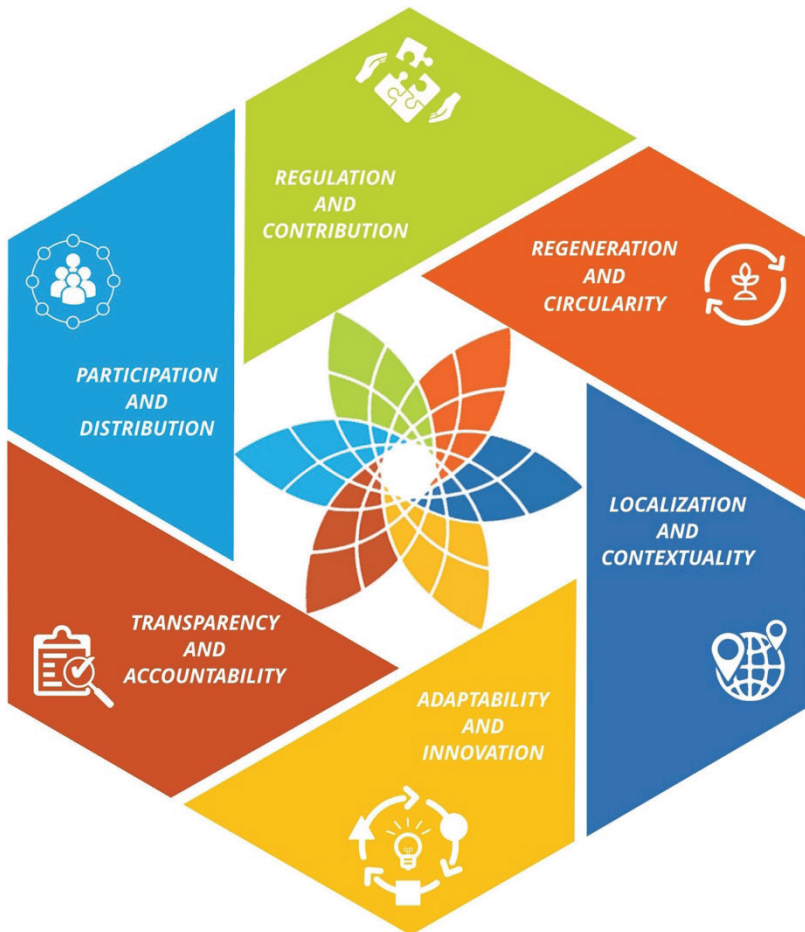 REGULATION
AND
CONTRIBUTION
REGENERATION
AND
CIRCULARITY
LOCALIZATION
AND
CONTEXTUALITY
ADAPTABILITY
AND
INNOVATION
TRANSPARENCY
AND
ACCOUNTABILITY
PARTICIPATION
AND
DISTRIBUTION